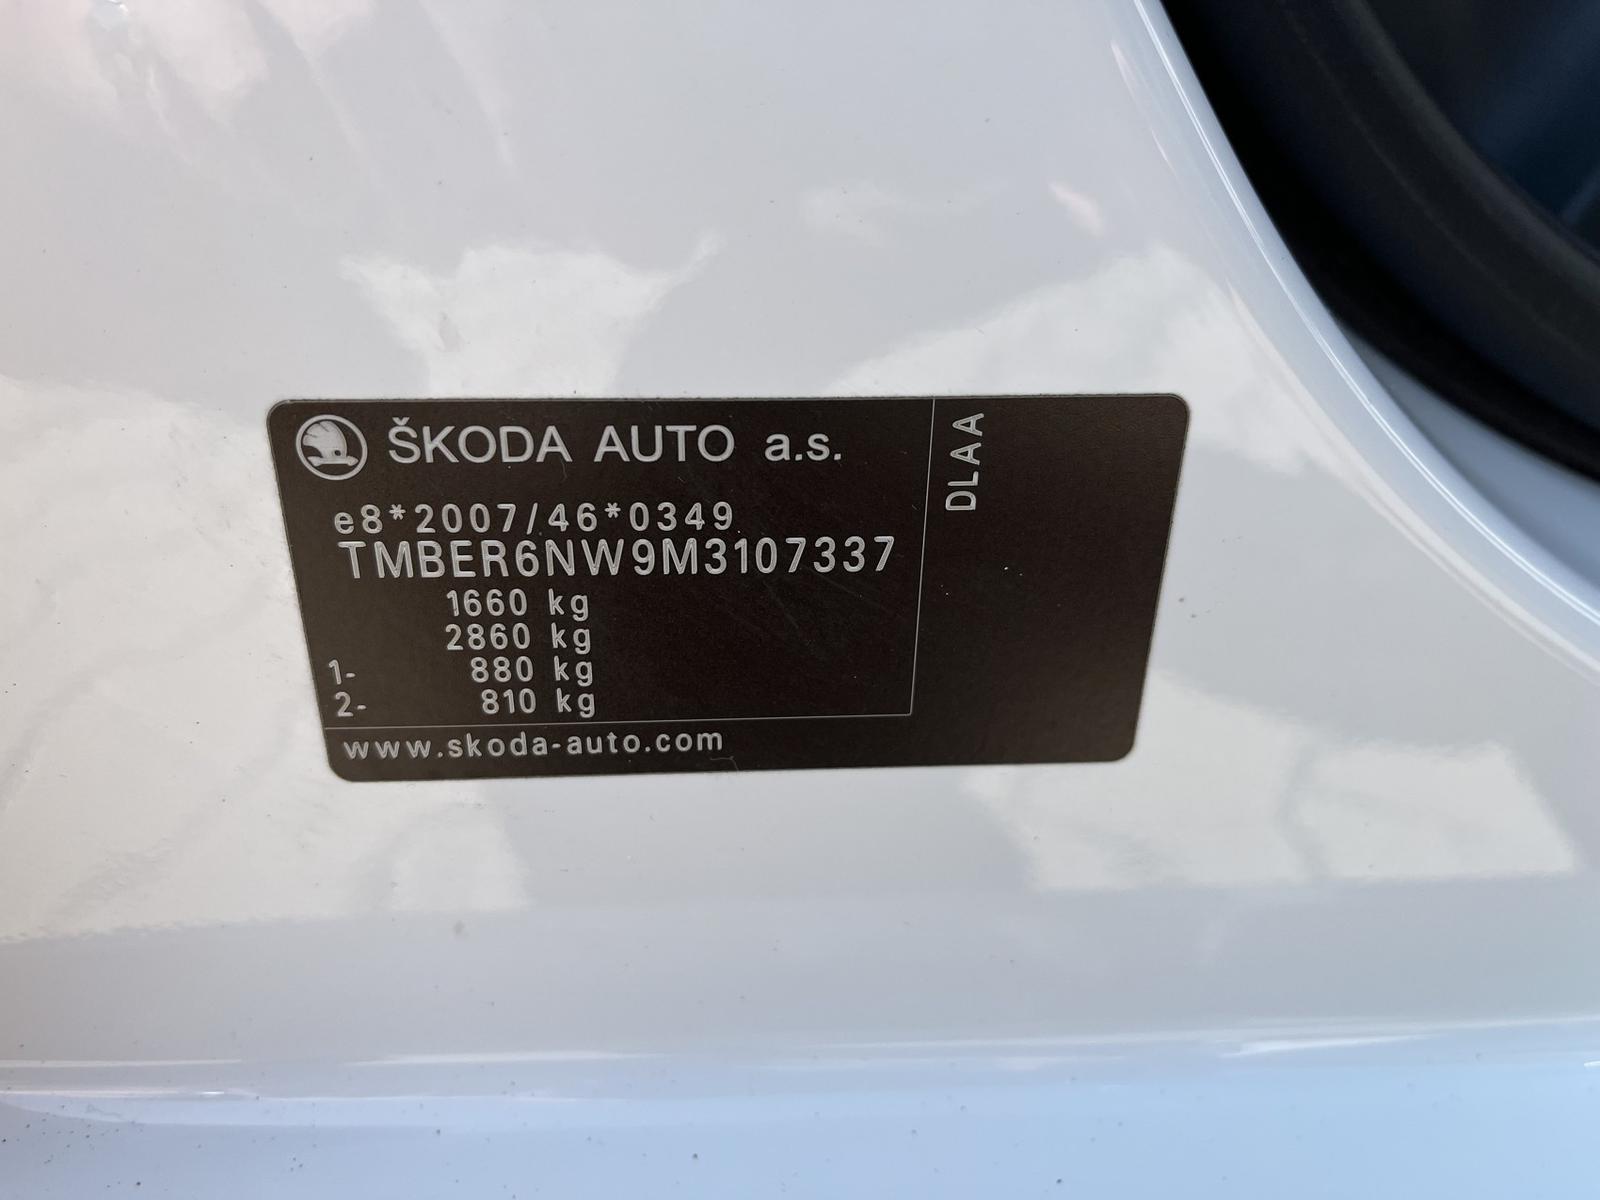 ŠKODA AUTO a.s.
e8*2007/46*0349
TMBER6NW9M3107337
1660 kg
2860 kg
1- 880 kg
2- 810 kg
www.skoda-auto.com
DLAA